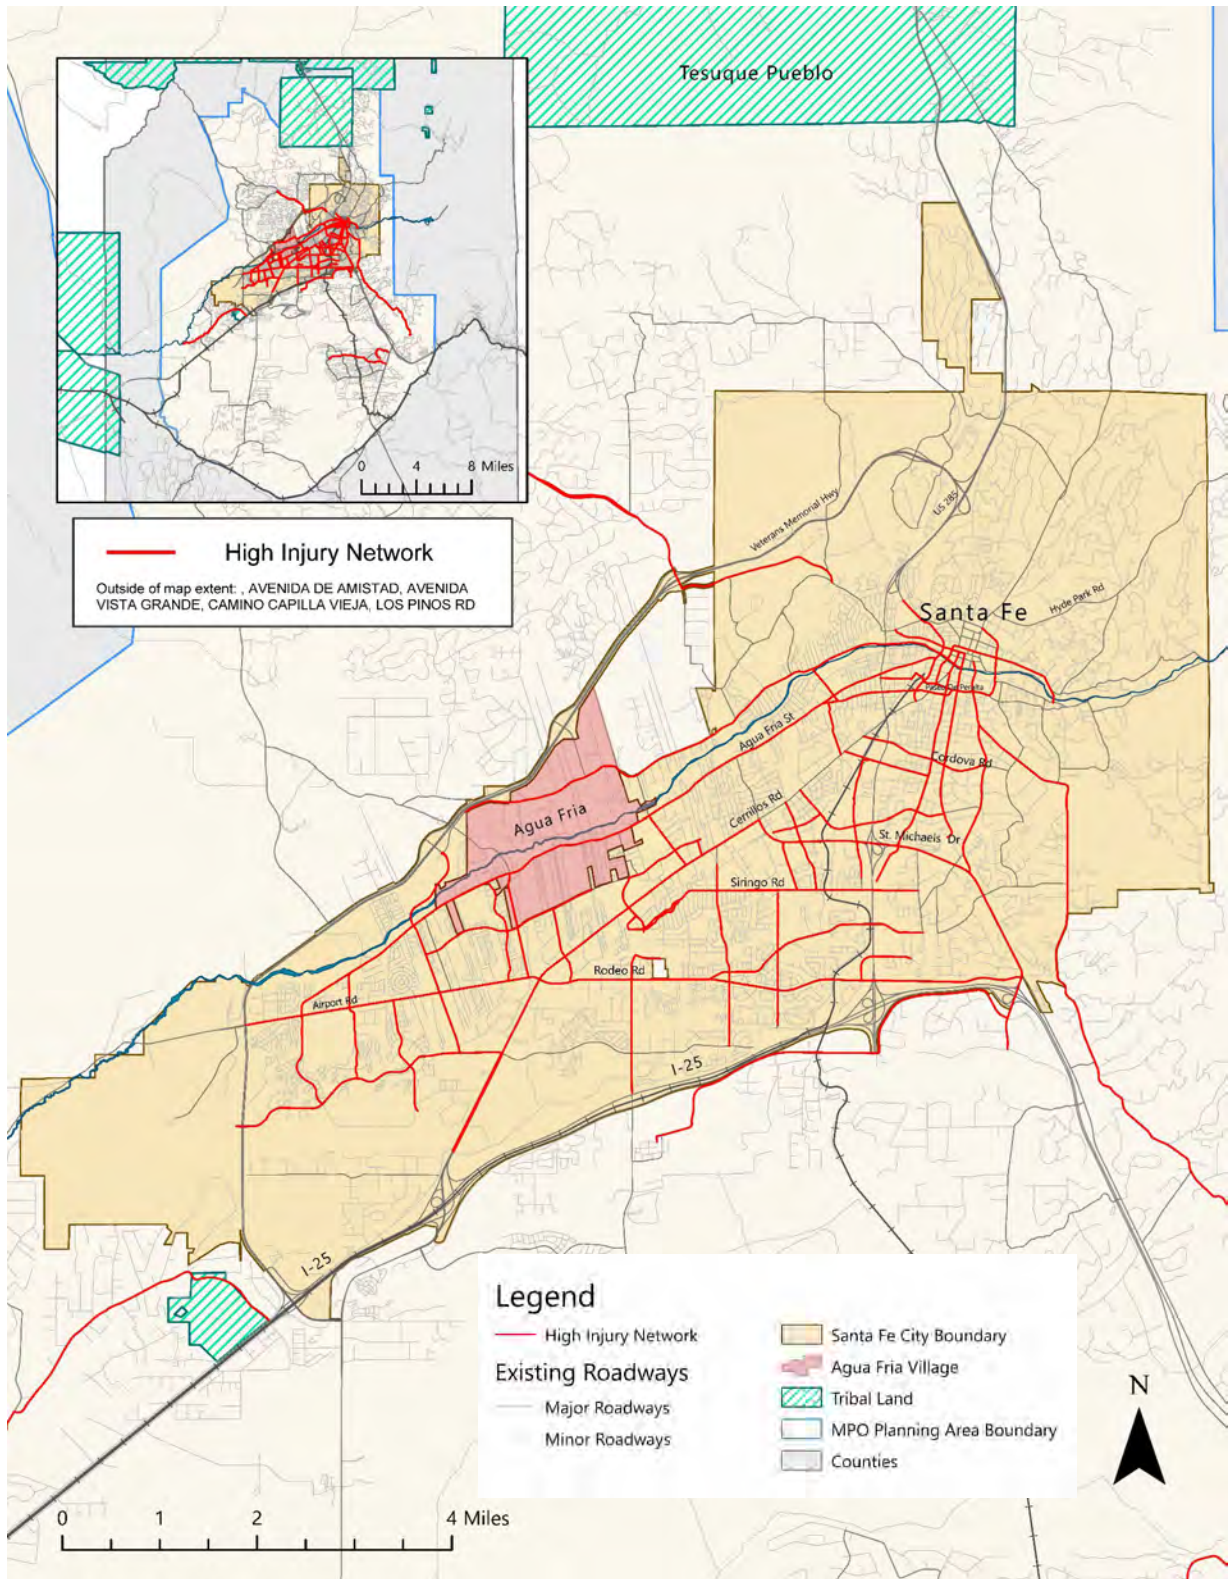 Tesuque Pueblo
0 4 8 Miles
High Injury Network
Outside of map extent: , AVENIDA DE AMISTAD, AVENIDA
VISTA GRANDE, CAMINO CAPILLA VIEJA, LOS PINOS RD
Veterans Memorial Hwy
US 285
Santa Fe
Hyde Park Rd
Paseo De Peralta
Agua Fria St
Cordova Rd
Agua Fria
Cerrillos Rd
St. Michaels Dr
Siringo Rd
Rodeo Rd
Airport Rd
I-25
I-25
Legend
High Injury Network
Existing Roadways
Major Roadways
Minor Roadways
Santa Fe City Boundary
Agua Fria Village
Tribal Land
MPO Planning Area Boundary
Counties
N
0 1 2 4 Miles